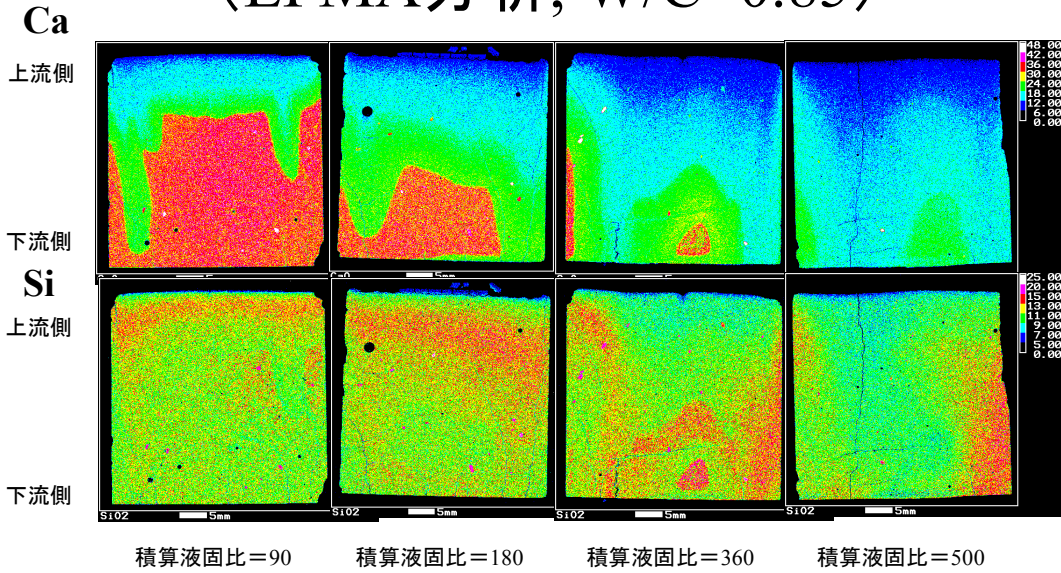 (EPMA分析, W/C=0.85)
Ca
上流側
下流側
48.00
42.00
36.00
30.00
24.00
18.00
12.00
6.00
0.00
5mm
Si
上流側
下流側
25.00
20.00
15.00
13.00
11.00
9.00
7.00
5.00
0.00
SiO2 5mm
SiO2 5mm
SiO2 5mm
SiO2 5mm
積算液固比=90
積算液固比=180
積算液固比=360
積算液固比=500